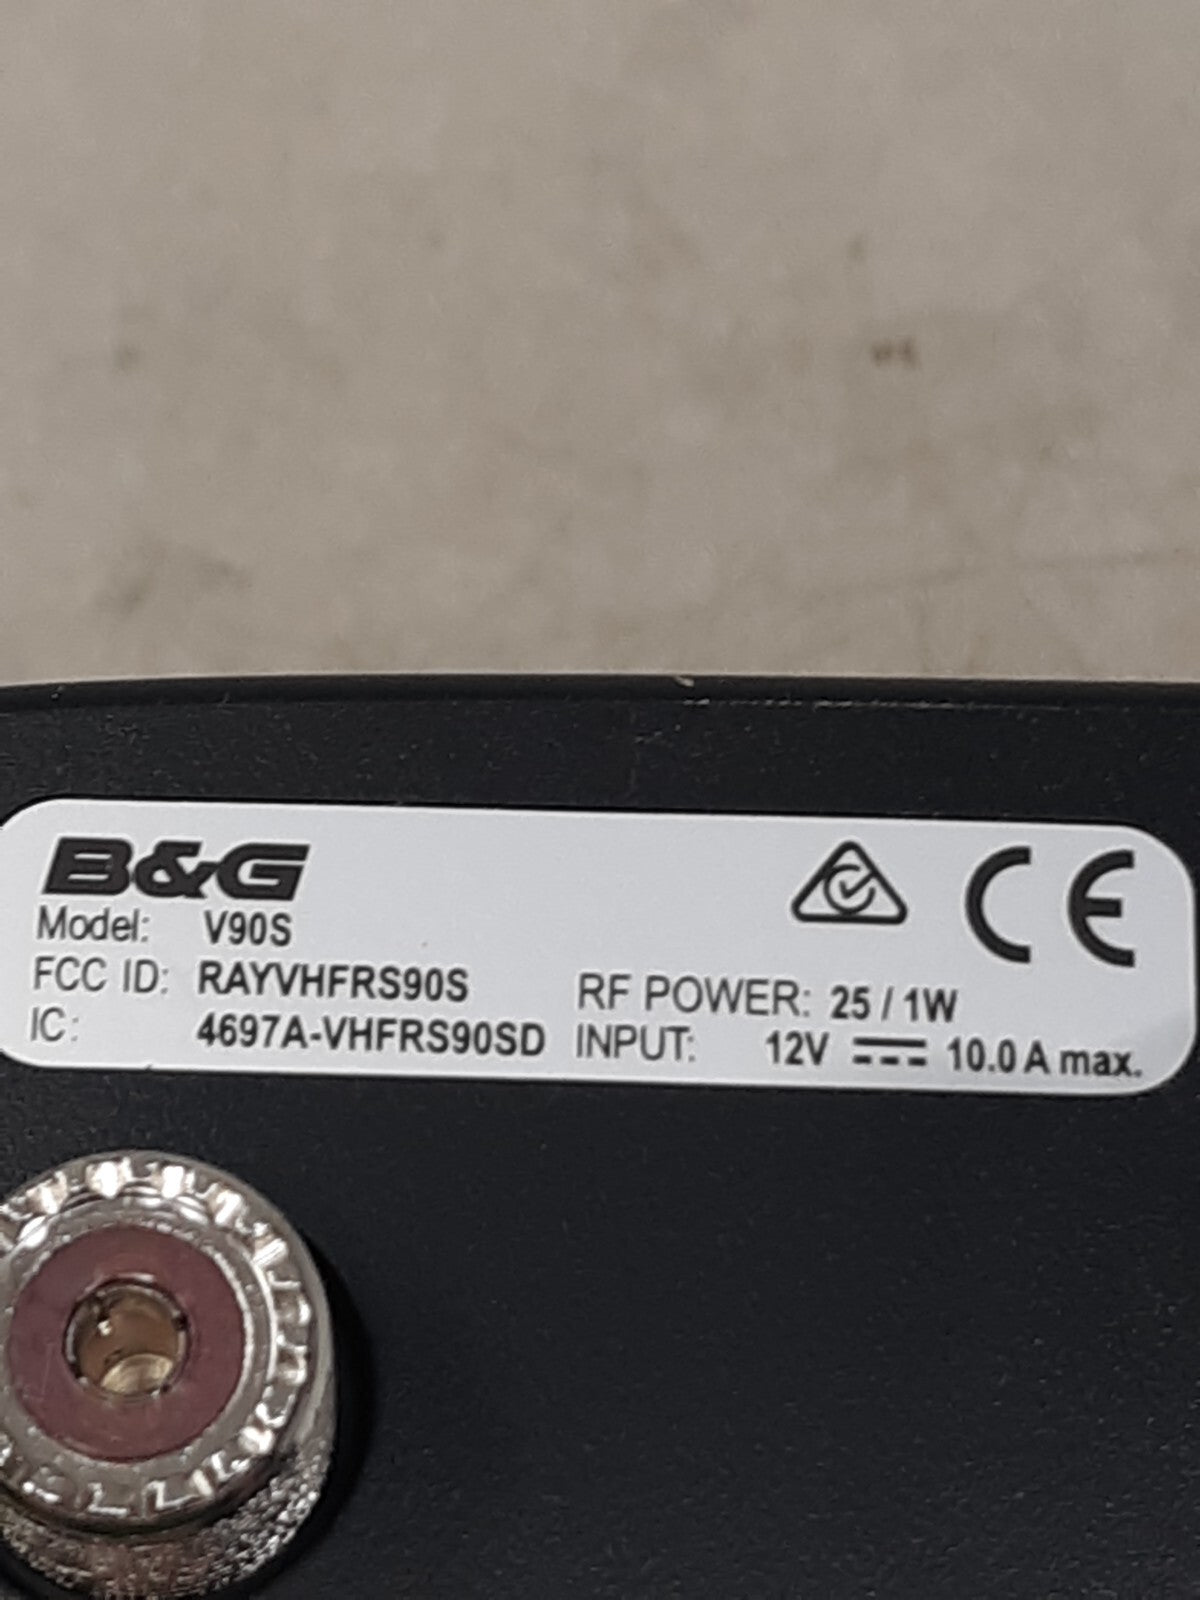 B&G
Model: V90S
FCC ID: RAYVHFRS90S
IC: 4697A-VHFRS90SD
CE
RF POWER: 25 / 1W
INPUT: 12V 10.0 A max.